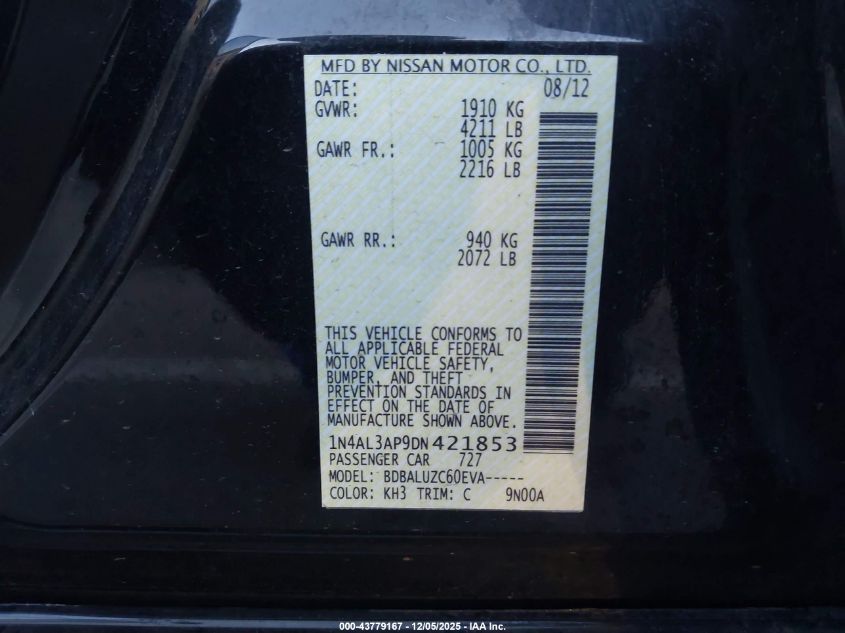 MFD BY NISSAN MOTOR CO., LTD.
DATE: 08/12
GVWR: 1910 KG
4211 LB
GAWR FR.: 1005 KG
2216 LB
GAWR RR.: 940 KG
2072 LB
THIS VEHICLE CONFORMS TO
ALL APPLICABLE FEDERAL
MOTOR VEHICLE SAFETY,
BUMPER, AND THEFT
PREVENTION STANDARDS IN
EFFECT ON THE DATE OF
MANUFACTURE SHOWN ABOVE.
1N4AL3AP9DN421853
PASSENGER CAR 727
MODEL: BDBALUZC60EVA-----
COLOR: KH3 TRIM: C 9N00A
000-43779167 - 12/05/2025 - IAA Inc.